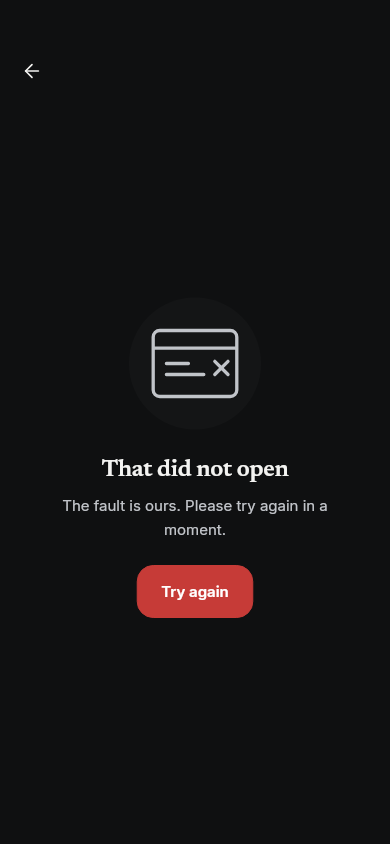 That did not open
The fault is ours. Please try again in a
moment.
Try again